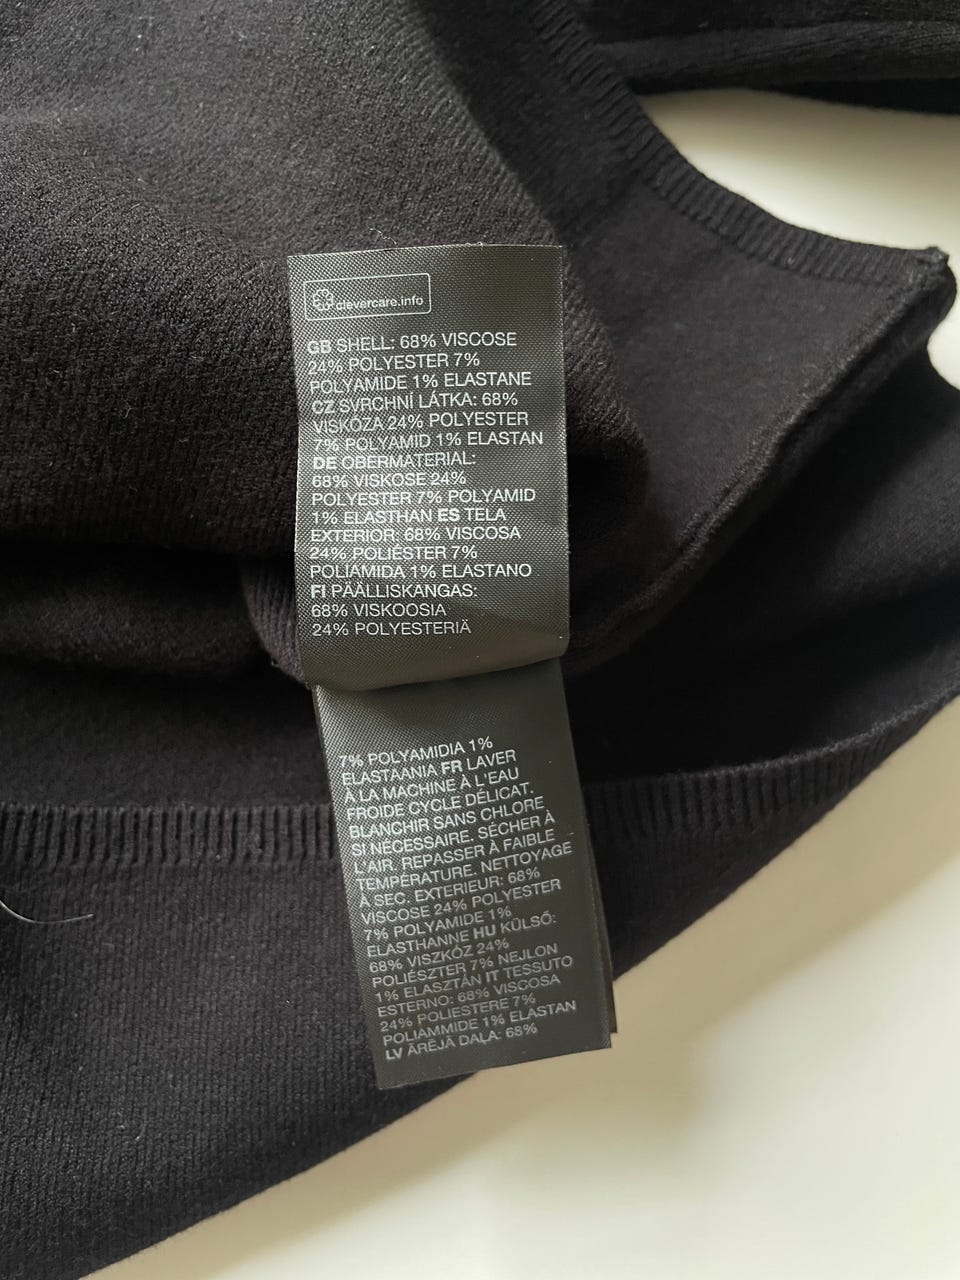 clevercare.info
GB SHELL: 68% VISCOSE
24% POLYESTER 7%
POLYAMIDE 1% ELASTANE
CZ SVRCHNÍ LÁTKA: 68%
VISKÓZA 24% POLYESTER
7% POLYAMID 1% ELASTAN
DE OBERMATERIAL:
68% VISKOSE 24%
POLYESTER 7% POLYAMID
1% ELASTHAN ES TELA
EXTERIOR: 68% VISCOSA
24% POLIÉSTER 7%
POLIAMIDA 1% ELASTANO
FI PÄÄLLISKANGAS:
68% VISKOOSIA
24% POLYESTERIÄ
7% POLYAMIDIA 1%
ELASTAANIA FR LAVER
À LA MACHINE À L'EAU
FROIDE CYCLE DÉLICAT.
BLANCHIR SANS CHLORE
SI NÉCESSAIRE. SÉCHER À
L'AIR. REPASSER À FAIBLE
TEMPÉRATURE. NETTOYAGE
À SEC. EXTERIEUR: 68%
VISCOSE 24% POLYESTER
7% POLYAMIDE 1%
ELASTHANNE HU KÜLSŐ:
68% VISZKÓZ 24%
POLIÉSZTER 7% NEJLON
1% ELASZTÁN IT TESSUTO
ESTERNO: 68% VISCOSA
24% POLIESTERE 7%
POLIAMMIDE 1% ELASTAN
LV ĀRĒJĀ DAĻA: 68%